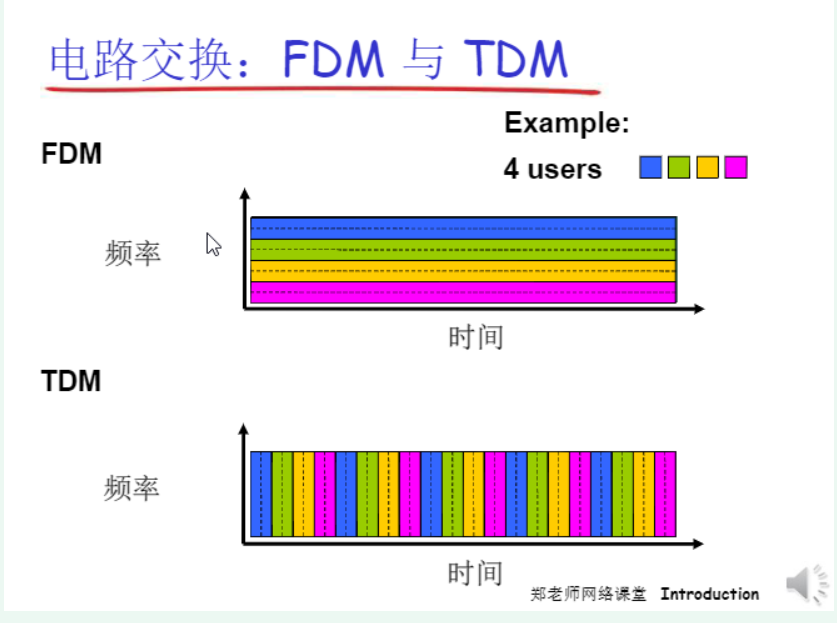 电路交换：FDM 与 TDM
Example:
FDM
4 users
频率
时间
TDM
频率
时间
郑老师网络课堂 Introduction